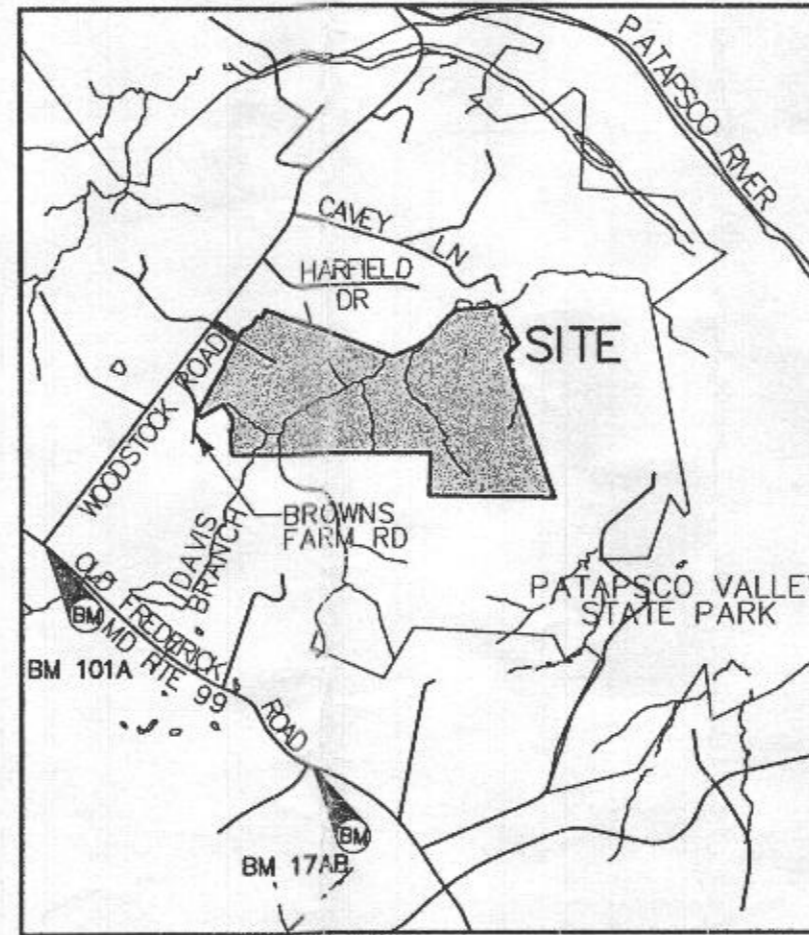 PATAPSCO RIVER
CAVEY LN
HARFIELD
DR
SITE
WOODSTOCK ROAD
BROWNS
FARM RD
DAVIS
BRANCH
PATAPSCO VALLEY
STATE PARK
OLD FREDERICK ROAD
MD RTE 99
BM
BM 101A
BM
BM 17AB